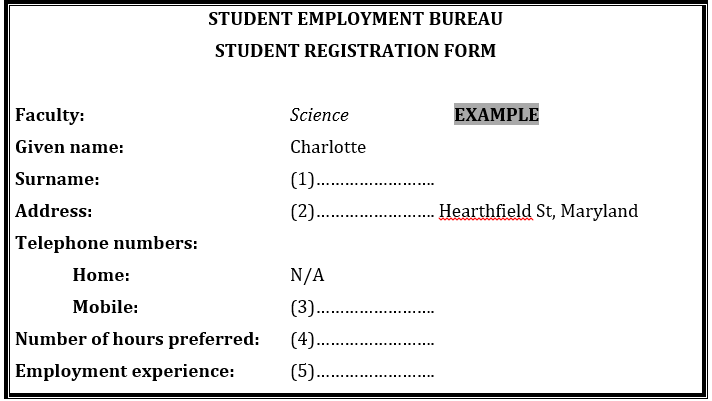 STUDENT EMPLOYMENT BUREAU
STUDENT REGISTRATION FORM
Faculty: Science EXAMPLE
Given name: Charlotte
Surname: (1)........................
Address: (2)........................ Hearthfield St, Maryland
Telephone numbers:
Home: N/A
Mobile: (3)........................
Number of hours preferred: (4)........................
Employment experience: (5)........................